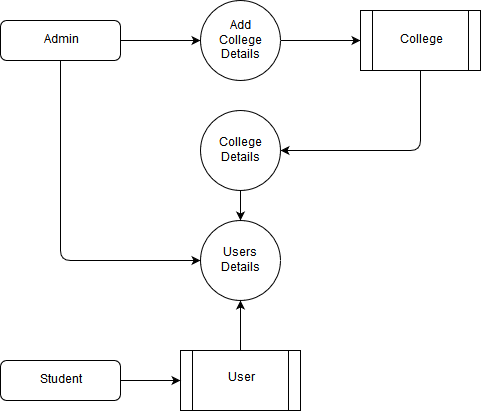 Admin
Add
College
Details
College
College
Details
Users
Details
Student
User